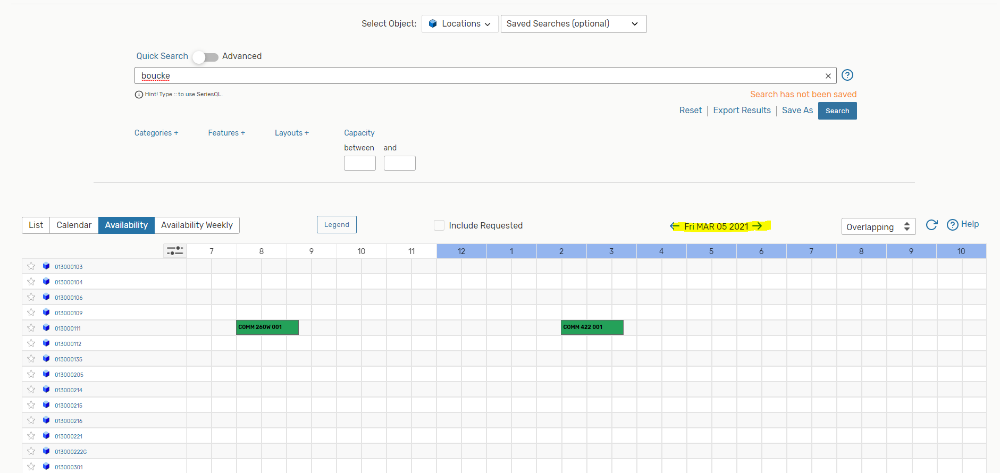 Select Object: Locations Saved Searches (optional)
Quick Search Advanced
boucke
Hint! Type :: to use SeriesQL.
Search has not been saved
Reset Export Results Save As Search
Categories + Features + Layouts + Capacity
between and
List Calendar Availability Availability Weekly Legend Include Requested Fri MAR 05 2021 Overlapping Help
7 8 9 10 11 12 1 2 3 4 5 6 7 8 9 10
013000103
013000104
013000106
013000109
013000111 COMM 260W 001 COMM 422 001
013000112
013000135
013000205
013000214
013000215
013000216
013000221
013000222G
013000301